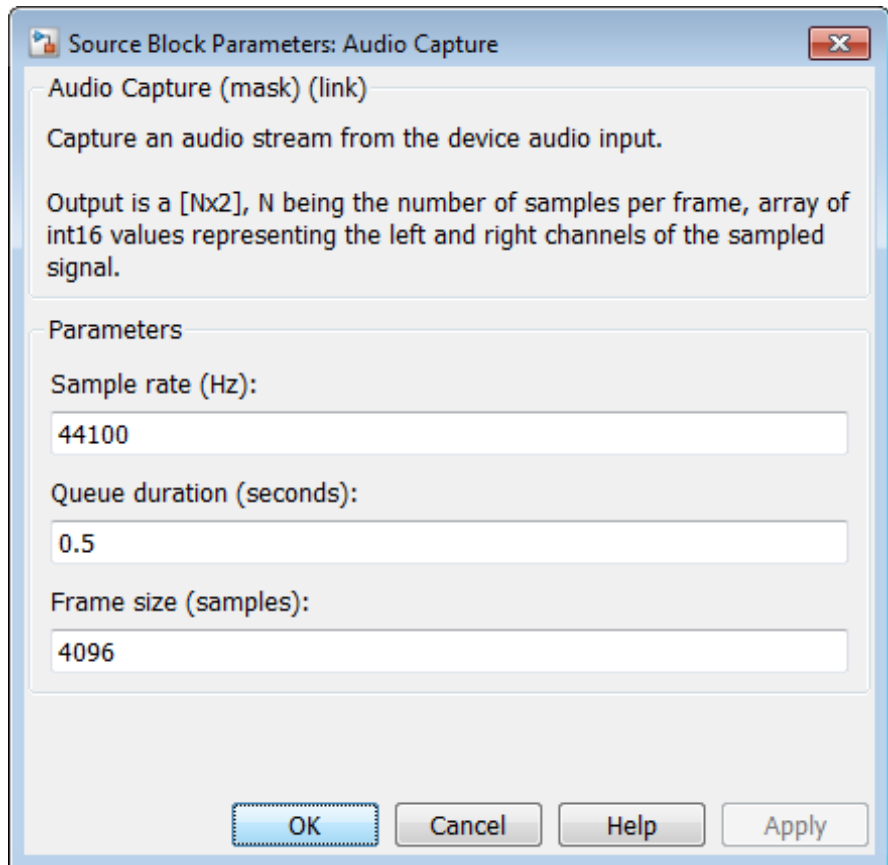 Source Block Parameters: Audio Capture
Audio Capture (mask) (link)
Capture an audio stream from the device audio input.
Output is a [Nx2], N being the number of samples per frame, array of
int16 values representing the left and right channels of the sampled
signal.
Parameters
Sample rate (Hz):
44100
Queue duration (seconds):
0.5
Frame size (samples):
4096
OK Cancel Help Apply